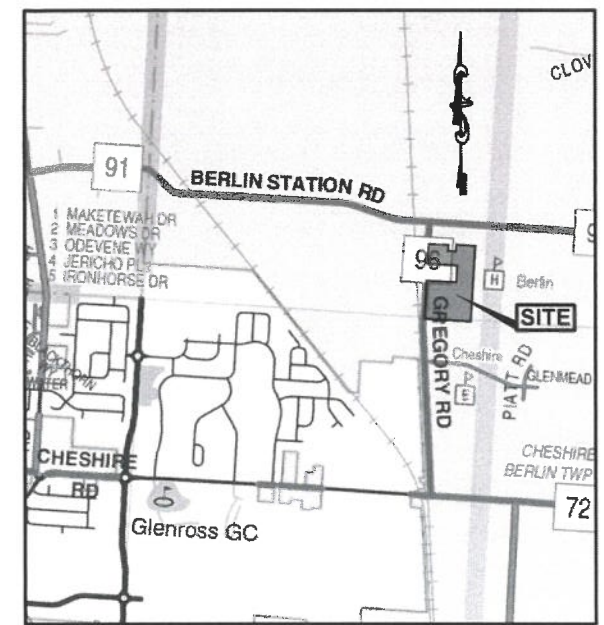 CLOV
91
BERLIN STATION RD
1 MAKETEWAH DR
2 MEADOWS DR
3 ODEVENE WY
4 JERICHO PL
5 IRONHORSE DR
96
H
Berlin
SITE
GREGORY RD
Cheshire
E
PIATT RD
GLENMEAD
CHESHIRE
RD
CHESHIRE
BERLIN TWP
72
Glenross GC